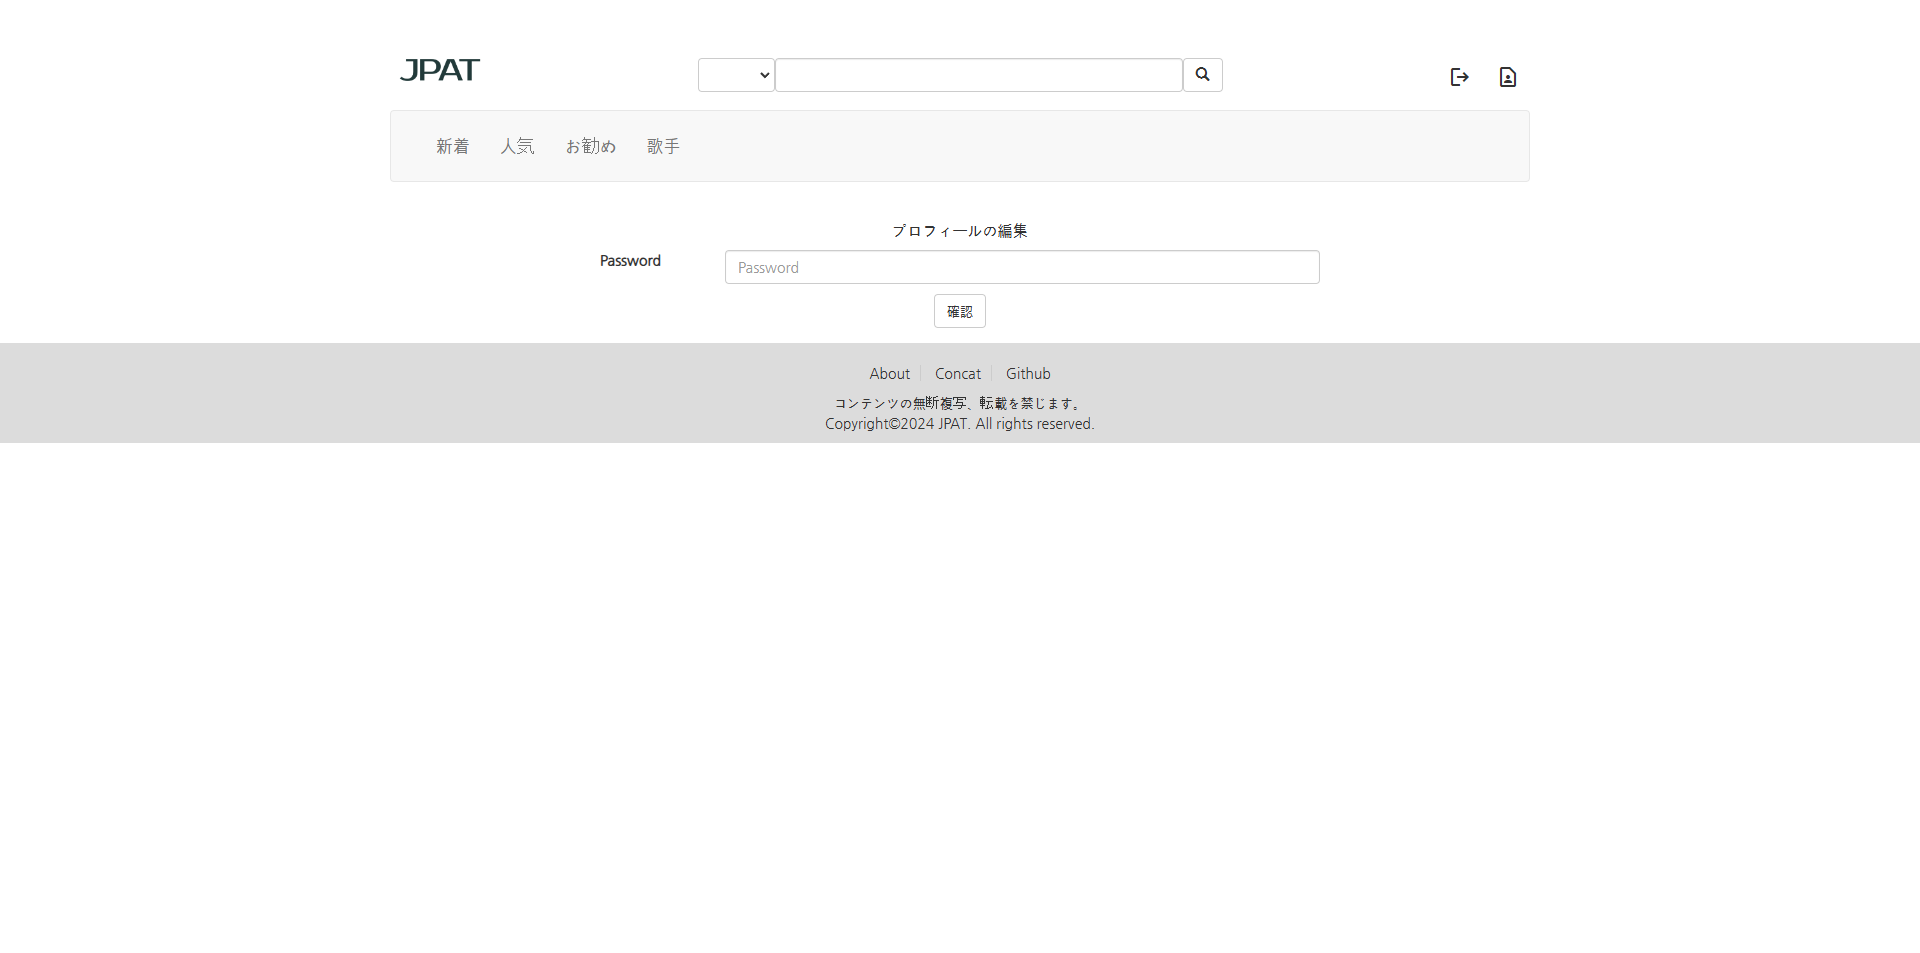 JPAT
新着 人気 お勧め 歌手
プロフィールの編集
Password Password
確認
About Concat Github
コンテンツの無断複写、転載を禁じます。
Copyright©2024 JPAT. All rights reserved.